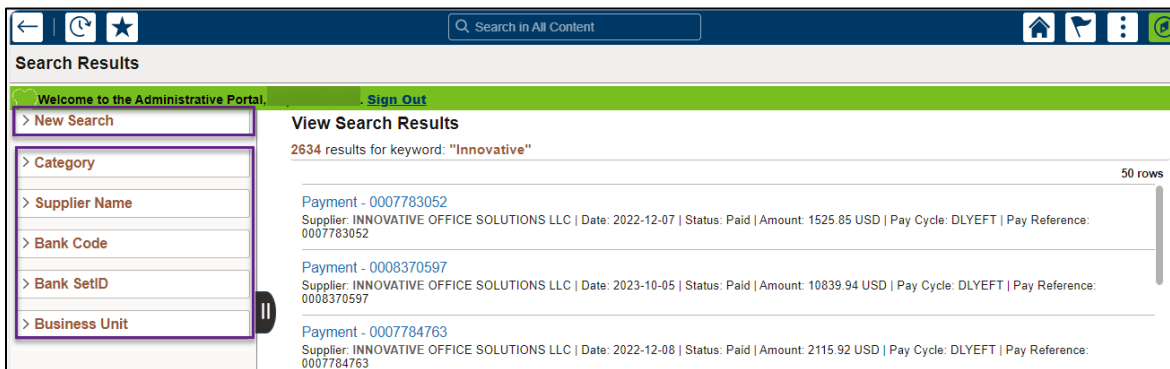 Search in All Content
Search Results
Welcome to the Administrative Portal, . Sign Out
New Search
Category
Supplier Name
Bank Code
Bank SetID
Business Unit
View Search Results
2634 results for keyword: "Innovative"
50 rows
Payment - 0007783052
Supplier: INNOVATIVE OFFICE SOLUTIONS LLC | Date: 2022-12-07 | Status: Paid | Amount: 1525.85 USD | Pay Cycle: DLYEFT | Pay Reference:
0007783052
Payment - 0008370597
Supplier: INNOVATIVE OFFICE SOLUTIONS LLC | Date: 2023-10-05 | Status: Paid | Amount: 10839.94 USD | Pay Cycle: DLYEFT | Pay Reference:
0008370597
Payment - 0007784763
Supplier: INNOVATIVE OFFICE SOLUTIONS LLC | Date: 2022-12-08 | Status: Paid | Amount: 2115.92 USD | Pay Cycle: DLYEFT | Pay Reference:
0007784763